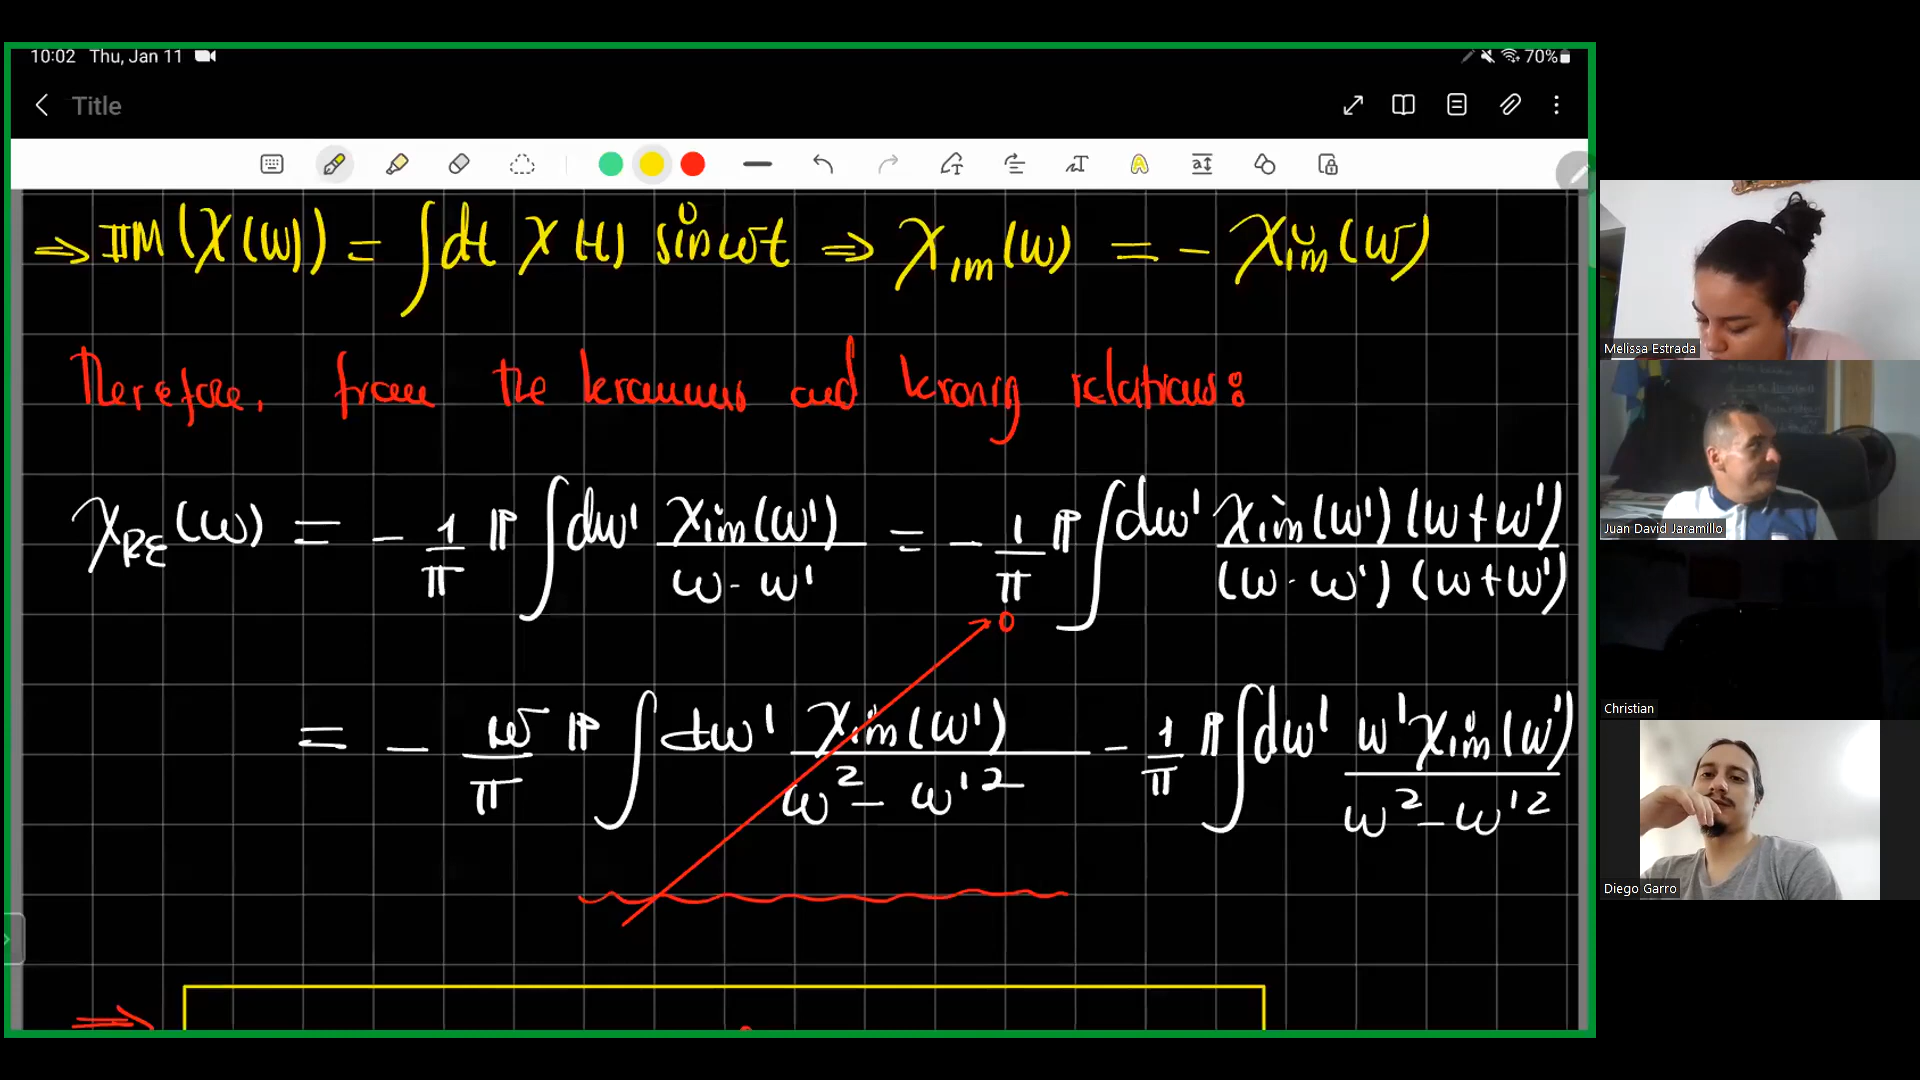 10:02 Thu, Jan 11 70%
Title
⇒ IM(χ(ω)) = ∫dt χ(t) sin ωt ⇒ χim(ω) = - χim(ω)
Therefore, from the kramers and kronig relations:
χRE(ω) = - 1/π ℙ∫dω' χim(ω')/(ω - ω') = - 1/π ℙ∫dω' χim(ω')(ω+ω')/((ω - ω')(ω+ω'))
= - ω/π ℙ∫dω' χim(ω')/(ω² - ω'²) - 1/π ℙ∫dω' ω'χim(ω')/(ω² - ω'²)
0
⇒
Melissa Estrada
Juan David Jaramillo
Christian
Diego Garro